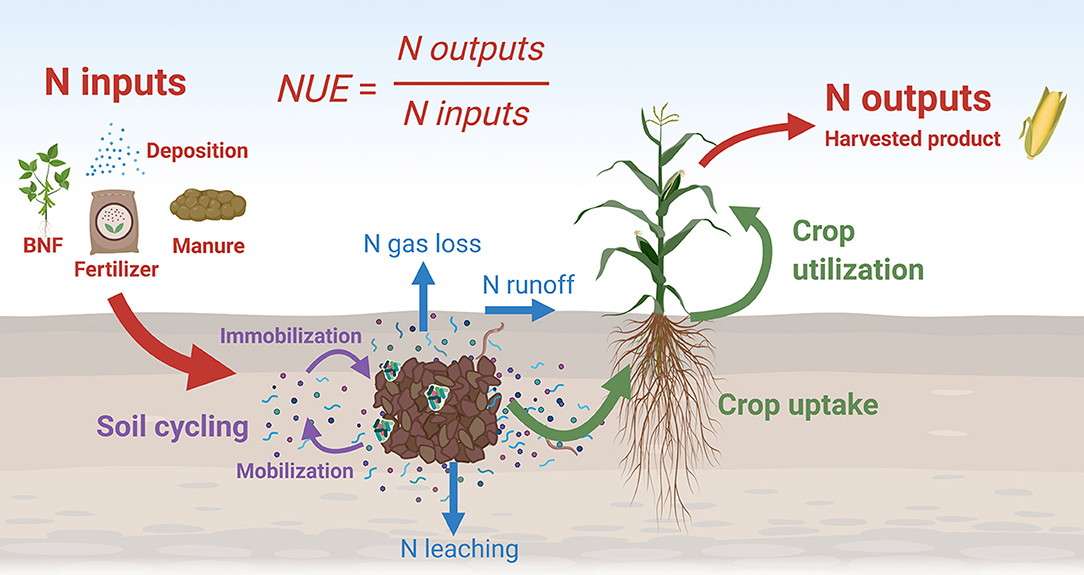 N inputs
NUE =
N outputs
N inputs
N outputs
Harvested product
Deposition
BNF
Manure
Fertilizer
N gas loss
N runoff
Crop
utilization
Immobilization
Soil cycling
Mobilization
Crop uptake
N leaching